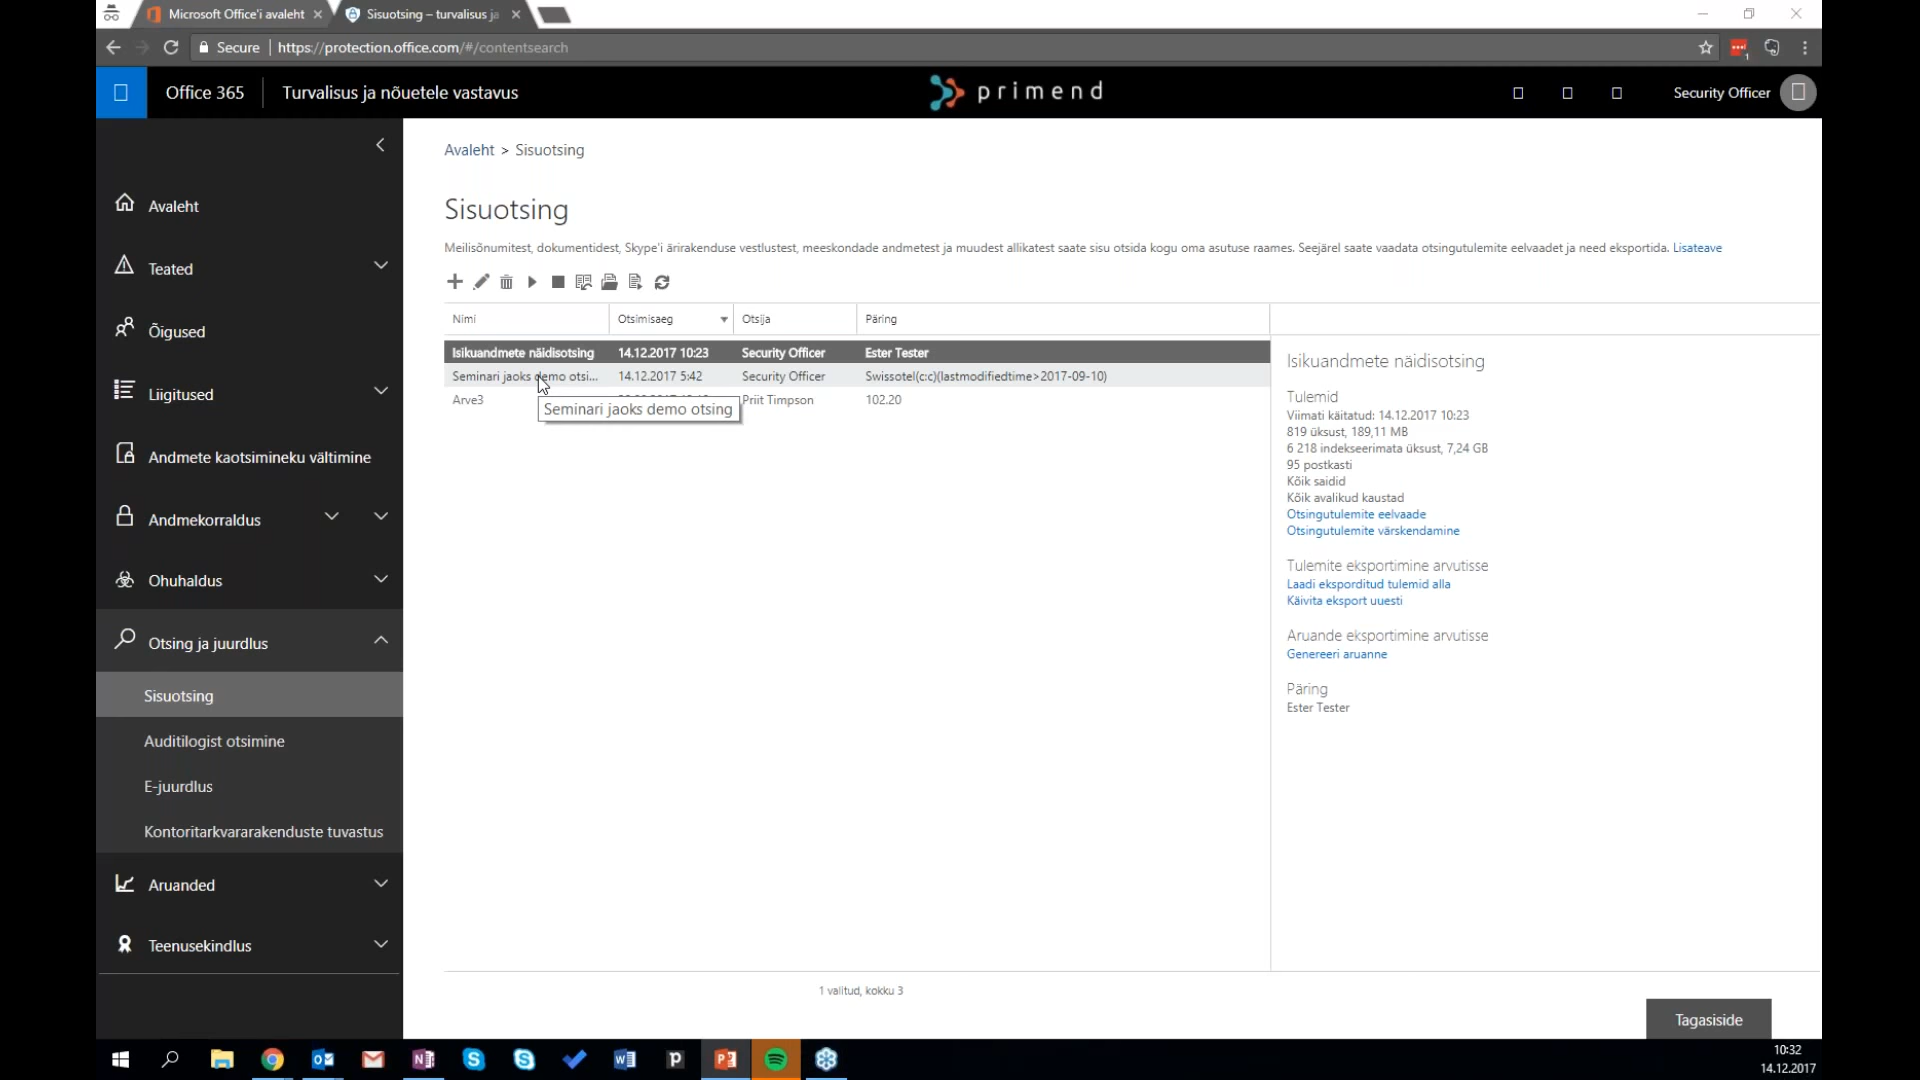 Microsoft Office'i avaleht
Sisuotsing – turvalisus ja
Secure https://protection.office.com/#/contentsearch
Office 365 Turvalisus ja nõuetele vastavus
primend
Security Officer
Avaleht > Sisuotsing
Avaleht
Teated
Õigused
Liigitused
Andmete kaotsimineku vältimine
Andmekorraldus
Ohuhaldus
Otsing ja juurdlus
Sisuotsing
Auditilogist otsimine
E-juurdlus
Kontoritarkvararakenduste tuvastus
Aruanded
Teenusekindlus
Sisuotsing
Meilisõnumitest, dokumentidest, Skype'i ärirakenduse vestlustest, meeskondade andmetest ja muudest allikatest saate sisu otsida kogu oma asutuse raames. Seejärel saate vaadata otsingutulemite eelvaadet ja need eksportida. Lisateave
Nimi Otsimisaeg Otsija Päring
Isikuandmete näidisotsing 14.12.2017 10:23 Security Officer Ester Tester
Seminari jaoks demo otsi... 14.12.2017 5:42 Security Officer Swissotel(c:c)(lastmodifiedtime>2017-09-10)
Arve3 Priit Timpson 102.20
Seminari jaoks demo otsing
Isikuandmete näidisotsing
Tulemid
Viimati käitatud: 14.12.2017 10:23
819 üksust, 189,11 MB
6 218 indekseerimata üksust, 7,24 GB
95 postkasti
Kõik saidid
Kõik avalikud kaustad
Otsingutulemite eelvaade
Otsingutulemite värskendamine
Tulemite eksportimine arvutisse
Laadi eksporditud tulemid alla
Käivita eksport uuesti
Aruande eksportimine arvutisse
Genereeri aruanne
Päring
Ester Tester
1 valitud, kokku 3
Tagasiside
10:32
14.12.2017